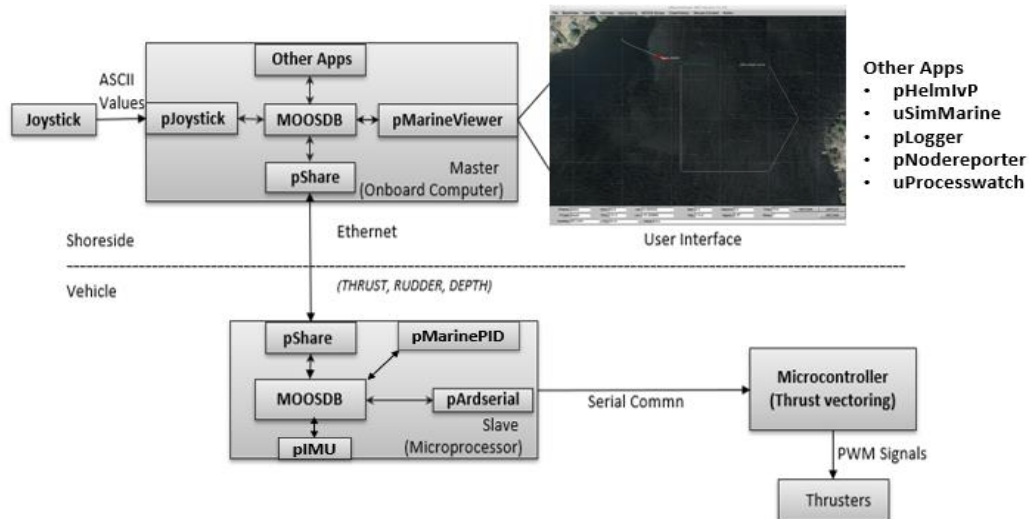 Other Apps
ASCII
Values
Joystick
pJoystick
MOOSDB
pMarineViewer
pShare
Master
(Onboard Computer)
Other Apps
• pHelmIvP
• uSimMarine
• pLogger
• pNodereporter
• uProcesswatch
User Interface
Ethernet
Shoreside
Vehicle
(THRUST, RUDDER, DEPTH)
pShare
pMarinePID
MOOSDB
pArdserial
Slave
(Microprocessor)
pIMU
Serial Commn
Microcontroller
(Thrust vectoring)
PWM Signals
Thrusters